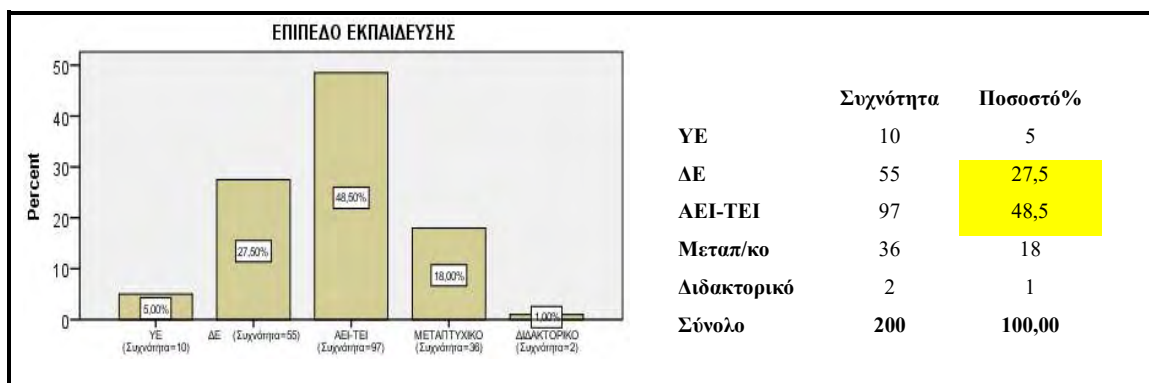 ΕΠΙΠΕΔΟ ΕΚΠΑΙΔΕΥΣΗΣ
Percent
50
40
30
20
10
0
5,00%
27,50%
48,50%
18,00%
1,00%
ΥΕ ΔΕ (Συχνότητα=55) ΑΕΙ-ΤΕΙ ΜΕΤΑΠΤΥΧΙΚΟ ΔΙΔΑΚΤΟΡΙΚΟ
(Συχνότητα=10) (Συχνότητα=97) (Συχνότητα=36) (Συχνότητα=2)
Συχνότητα Ποσοστό%
ΥΕ 10 5
ΔΕ 55 27,5
ΑΕΙ-ΤΕΙ 97 48,5
Μεταπ/κο 36 18
Διδακτορικό 2 1
Σύνολο 200 100,00